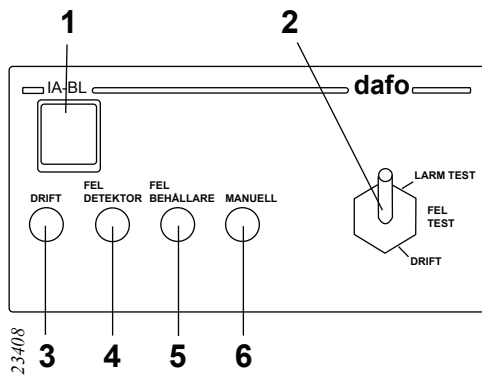 1 2
IA-BL dafo
LARM TEST
FEL
TEST
DRIFT
DRIFT
FEL
DETEKTOR
FEL
BEHÅLLARE
MANUELL
23408
3 4 5 6